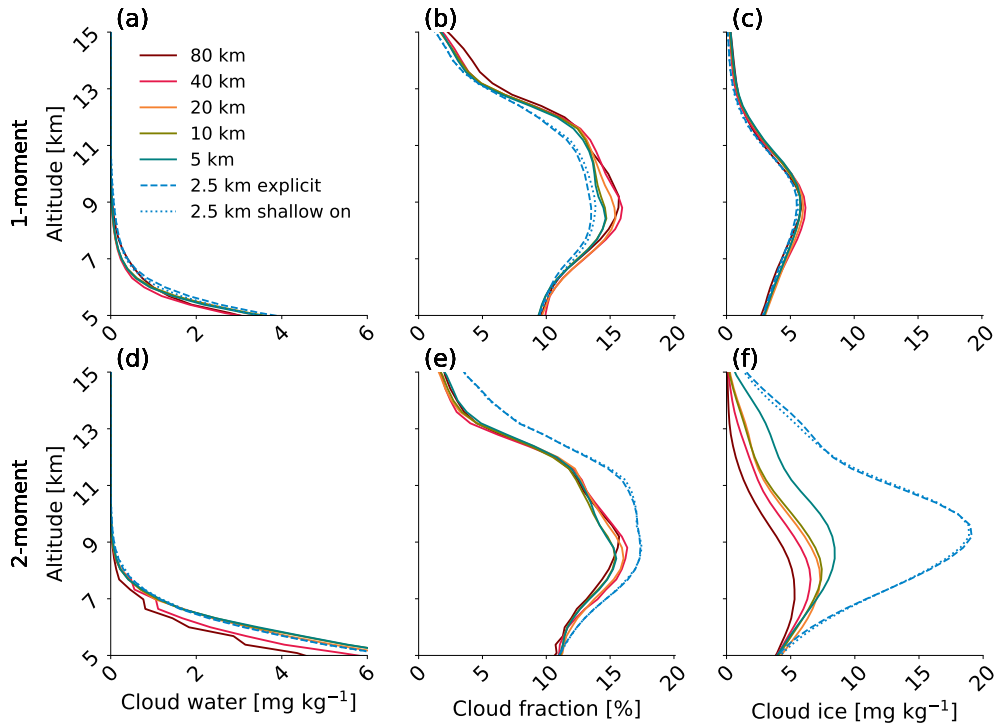 (a)
(b)
(c)
15
13
11
9
7
5
1-moment
Altitude [km]
80 km
40 km
20 km
10 km
5 km
2.5 km explicit
2.5 km shallow on
0
2
4
6
0
5
10
15
20
0
5
10
15
20
(d)
(e)
(f)
15
13
11
9
7
5
2-moment
Altitude [km]
0
2
4
6
0
5
10
15
20
0
5
10
15
20
Cloud water [mg kg⁻¹]
Cloud fraction [%]
Cloud ice [mg kg⁻¹]